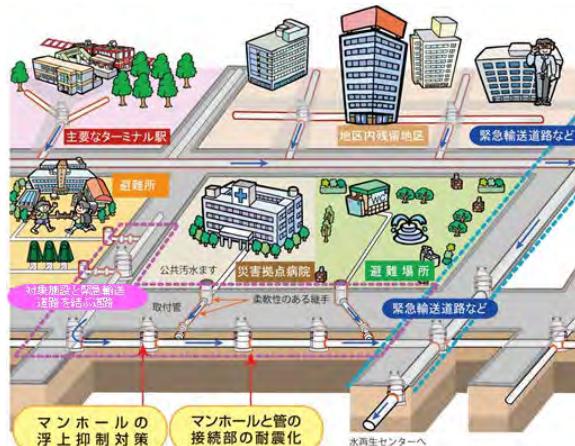 主要なターミナル駅
地区内残留地区
緊急輸送道路など
避難所
公共汚水ます
災害拠点病院
避難場所
対象施設と緊急輸送
道路を結ぶ道路
取付管
柔軟性のある継手
緊急輸送道路など
マンホールの
浮上抑制対策
マンホールと管の
接続部の耐震化
水再生センターへ